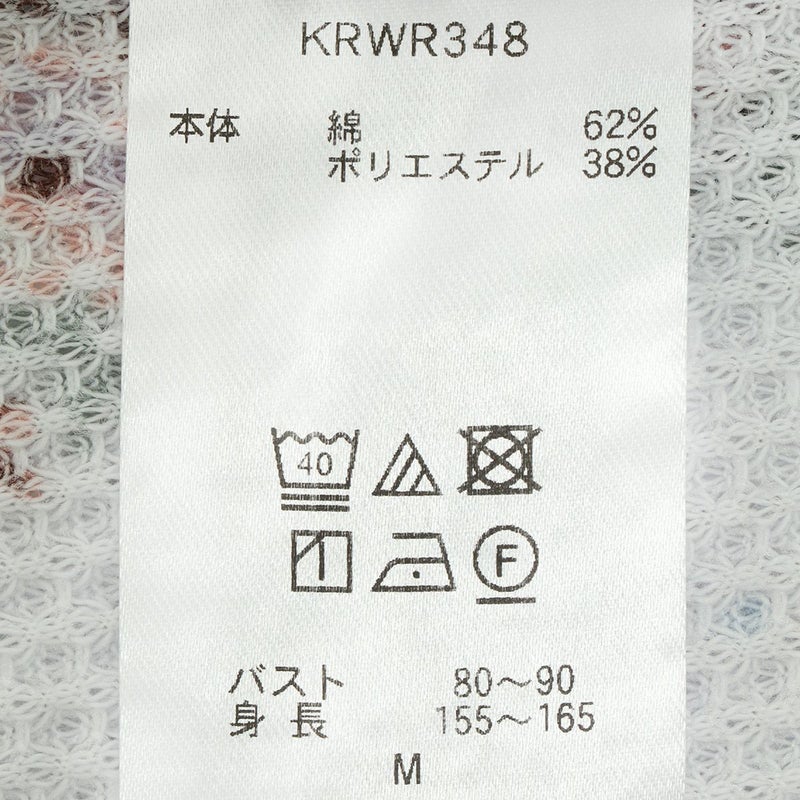 KRWR348
本体 綿 62%
ポリエステル 38%
40
F
バスト 80～90
身長 155～165
M